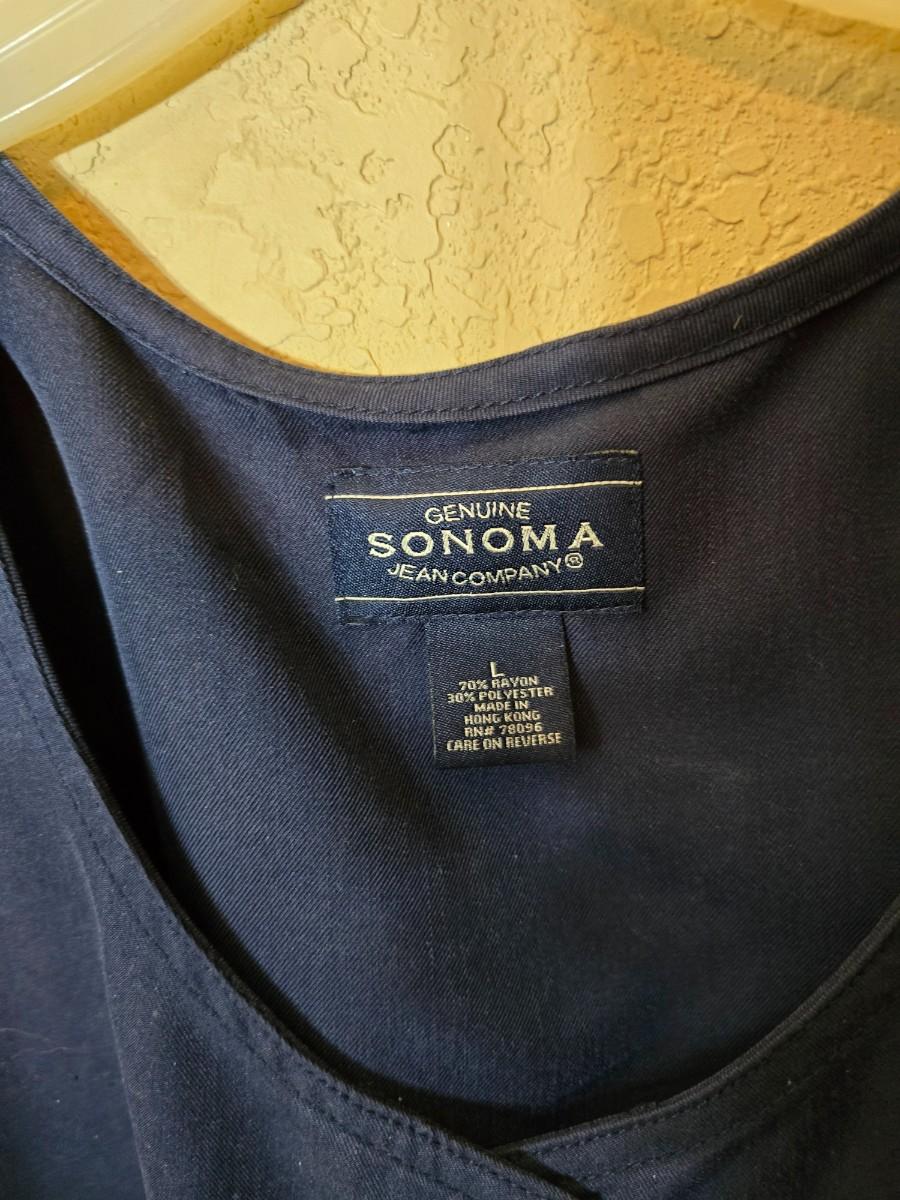 GENUINE
SONOMA
JEAN COMPANY®
L
70% RAYON
30% POLYESTER
MADE IN
HONG KONG
RN# 78096
CARE ON REVERSE